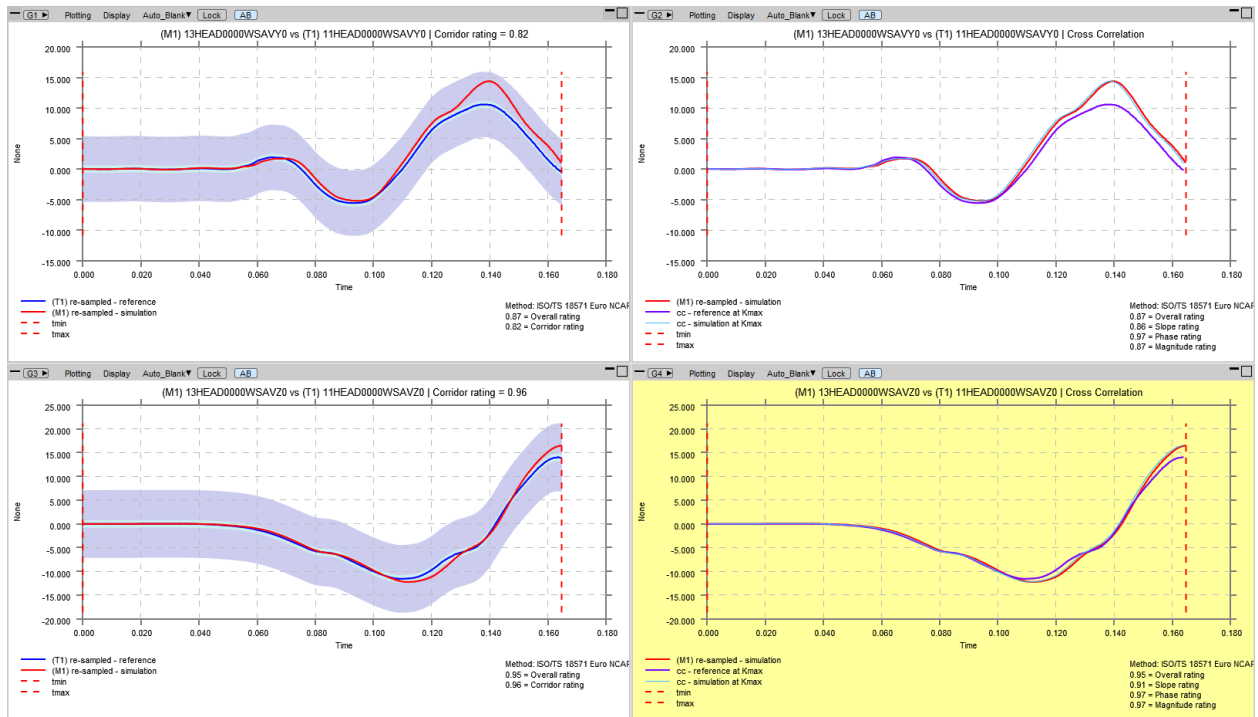 G1 ▶ Plotting Display Auto_Blank▼ Lock AB
(M1) 13HEAD0000WSAVY0 vs (T1) 11HEAD0000WSAVY0 | Corridor rating = 0.82
20.000
15.000
10.000
5.000
0.000
-5.000
-10.000
-15.000
None
0.000 0.020 0.040 0.060 0.080 0.100 0.120 0.140 0.160 0.180
Time
(T1) re-sampled - reference
(M1) re-sampled - simulation
tmin
tmax
Method: ISO/TS 18571 Euro NCAP
0.87 = Overall rating
0.82 = Corridor rating
G2 ▶ Plotting Display Auto_Blank▼ Lock AB
(M1) 13HEAD0000WSAVY0 vs (T1) 11HEAD0000WSAVY0 | Cross Correlation
20.000
15.000
10.000
5.000
0.000
-5.000
-10.000
-15.000
None
0.000 0.020 0.040 0.060 0.080 0.100 0.120 0.140 0.160 0.180
Time
(M1) re-sampled - simulation
cc - reference at Kmax
cc - simulation at Kmax
tmin
tmax
Method: ISO/TS 18571 Euro NCAP
0.87 = Overall rating
0.86 = Slope rating
0.97 = Phase rating
0.87 = Magnitude rating
G3 ▶ Plotting Display Auto_Blank▼ Lock AB
(M1) 13HEAD0000WSAVZ0 vs (T1) 11HEAD0000WSAVZ0 | Corridor rating = 0.96
25.000
20.000
15.000
10.000
5.000
0.000
-5.000
-10.000
-15.000
-20.000
None
0.000 0.020 0.040 0.060 0.080 0.100 0.120 0.140 0.160 0.180
Time
(T1) re-sampled - reference
(M1) re-sampled - simulation
tmin
tmax
Method: ISO/TS 18571 Euro NCAP
0.95 = Overall rating
0.96 = Corridor rating
G4 ▶ Plotting Display Auto_Blank▼ Lock AB
(M1) 13HEAD0000WSAVZ0 vs (T1) 11HEAD0000WSAVZ0 | Cross Correlation
25.000
20.000
15.000
10.000
5.000
0.000
-5.000
-10.000
-15.000
-20.000
None
0.000 0.020 0.040 0.060 0.080 0.100 0.120 0.140 0.160 0.180
Time
(M1) re-sampled - simulation
cc - reference at Kmax
cc - simulation at Kmax
tmin
tmax
Method: ISO/TS 18571 Euro NCAP
0.95 = Overall rating
0.91 = Slope rating
0.97 = Phase rating
0.97 = Magnitude rating